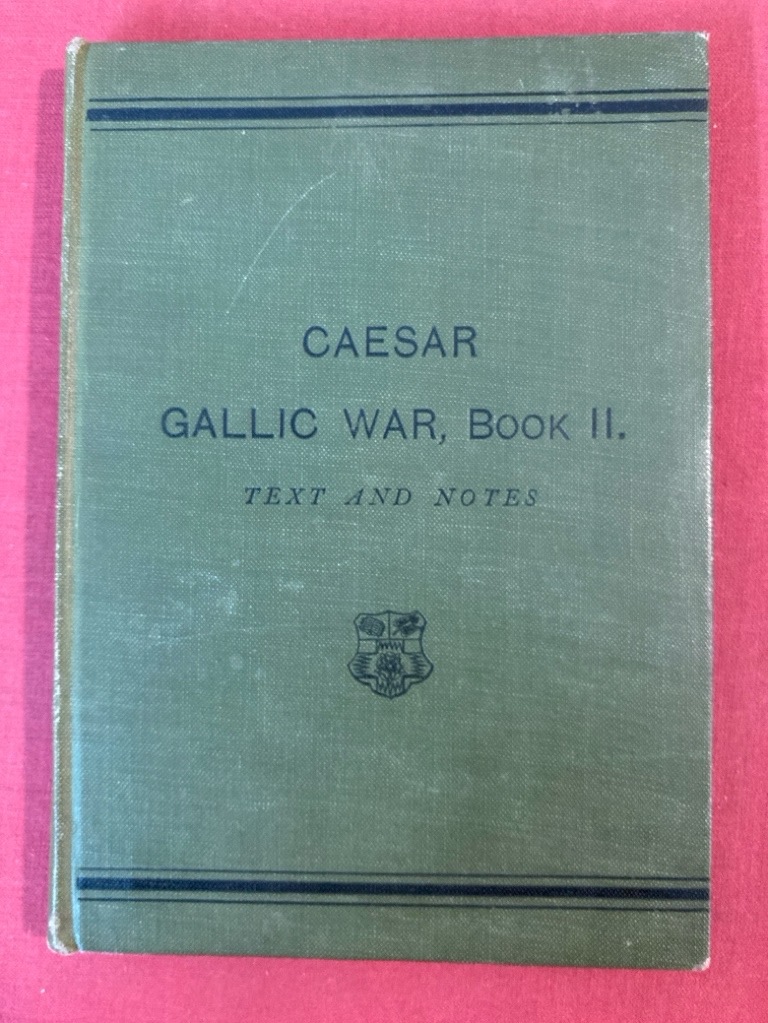 CAESAR
GALLIC WAR, BOOK II.
TEXT AND NOTES